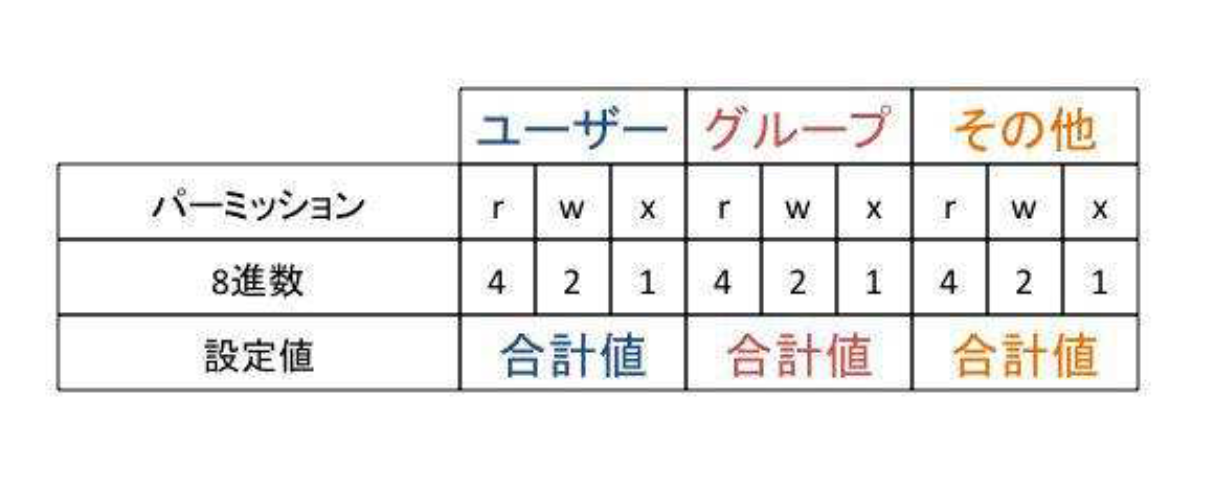 ユーザー グループ その他
パーミッション r w x r w x r w x
8進数 4 2 1 4 2 1 4 2 1
設定値 合計値 合計値 合計値